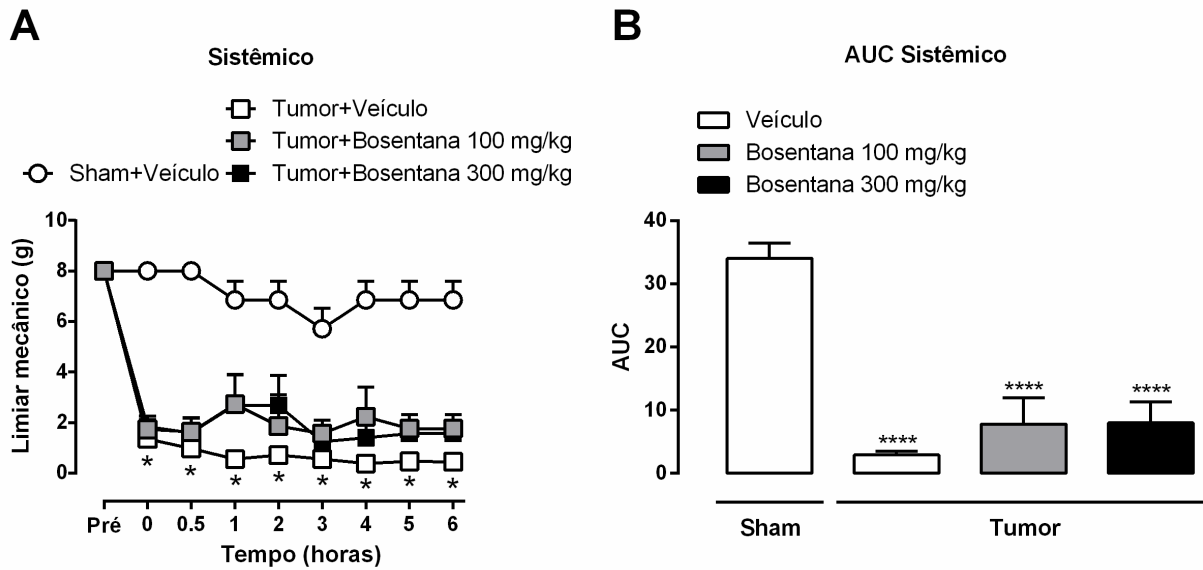 A
Sistêmico
Tumor+Veículo
Tumor+Bosentana 100 mg/kg
Sham+Veículo
Tumor+Bosentana 300 mg/kg
Limiar mecânico (g)
10
8
6
4
2
0
* * * * * * * *
Pré 0 0.5 1 2 3 4 5 6
Tempo (horas)
B
AUC Sistêmico
Veículo
Bosentana 100 mg/kg
Bosentana 300 mg/kg
AUC
40
30
20
10
0
**** **** ****
Sham Tumor